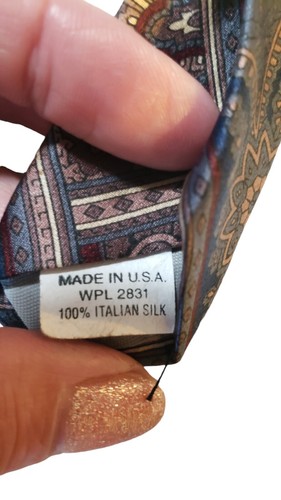 MADE IN U.S.A.
WPL 2831
100% ITALIAN SILK